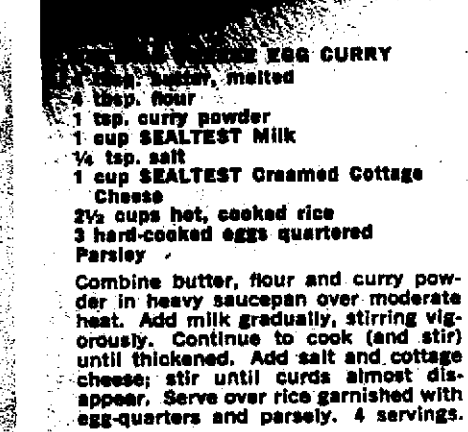 EGG CURRY
tbsp. butter, melted
4 tbsp. flour
1 tsp. curry powder
1 cup SEALTEST Milk
¼ tsp. salt
1 cup SEALTEST Creamed Cottage
Cheese
2½ cups hot, cooked rice
3 hard-cooked eggs quartered
Parsley
Combine butter, flour and curry pow-
der in heavy saucepan over moderate
heat. Add milk gradually, stirring vig-
orously. Continue to cook (and stir)
until thickened. Add salt and cottage
cheese; stir until curds almost dis-
appear. Serve over rice garnished with
egg-quarters and parsely. 4 servings.